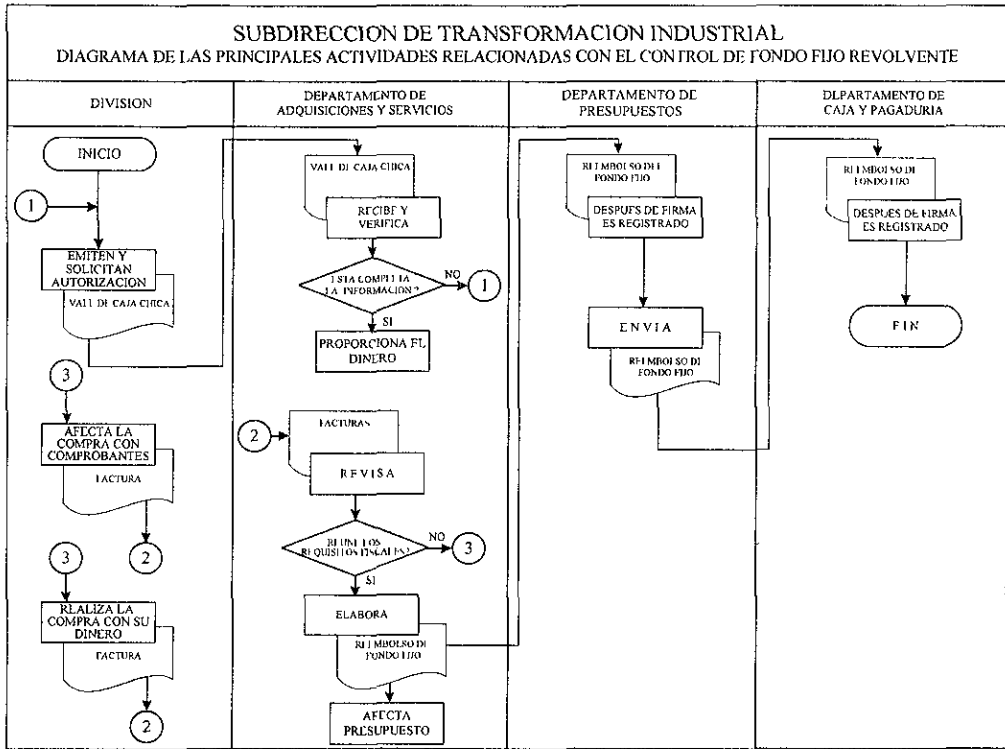 SUBDIRECCION DE TRANSFORMACION INDUSTRIAL
DIAGRAMA DE LAS PRINCIPALES ACTIVIDADES RELACIONADAS CON EL CONTROL DE FONDO FIJO REVOLVENTE
DIVISION
INICIO
1
EMITEN Y
SOLICITAN
AUTORIZACION
VALE DE CAJA CHICA
3
AFECTA LA
COMPRA CON
COMPROBANTES
FACTURA
2
3
REALIZA LA
COMPRA CON SU
DINERO
FACTURA
2
DEPARTAMENTO DE
ADQUISICIONES Y SERVICIOS
VALE DE CAJA CHICA
RECIBE Y
VERIFICA
ESTA COMPLETA
LA INFORMACION?
NO
1
SI
PROPORCIONA EL
DINERO
2
FACTURAS
REVISA
REUNE LOS
REQUISITOS FISCALES?
NO
3
SI
ELABORA
REEMBOLSO DE
FONDO FIJO
AFECTA
PRESUPUESTO
DEPARTAMENTO DE
PRESUPUESTOS
REEMBOLSO DE
FONDO FIJO
DESPUES DE FIRMA
ES REGISTRADO
ENVIA
REEMBOLSO DE
FONDO FIJO
DEPARTAMENTO DE
CAJA Y PAGADURIA
REEMBOLSO DE
FONDO FIJO
DESPUES DE FIRMA
ES REGISTRADO
FIN